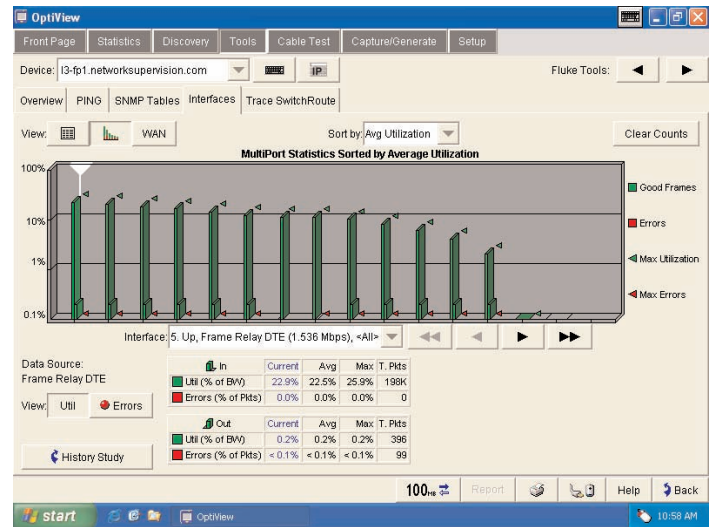 OptiView
Front Page Statistics Discovery Tools Cable Test Capture/Generate Setup
Device: l3-fp1.networksupervision.com IP Fluke Tools:
Overview PING SNMP Tables Interfaces Trace SwitchRoute
View: WAN Sort by: Avg Utilization Clear Counts
MultiPort Statistics Sorted by Average Utilization
100%
10%
1%
0.1%
Good Frames
Errors
Max Utilization
Max Errors
Interface: 5. Up, Frame Relay DTE (1.536 Mbps), <All>
Data Source:
Frame Relay DTE
View: Util Errors
History Study
In Current Avg Max T. Pkts
Util (% of BW) 22.9% 22.5% 25.9% 198K
Errors (% of Pkts) 0.0% 0.0% 0.0% 0
Out Current Avg Max T. Pkts
Util (% of BW) 0.2% 0.2% 0.2% 396
Errors (% of Pkts) < 0.1% < 0.1% < 0.1% 99
100 Report Help Back
start OptiView 10:58 AM